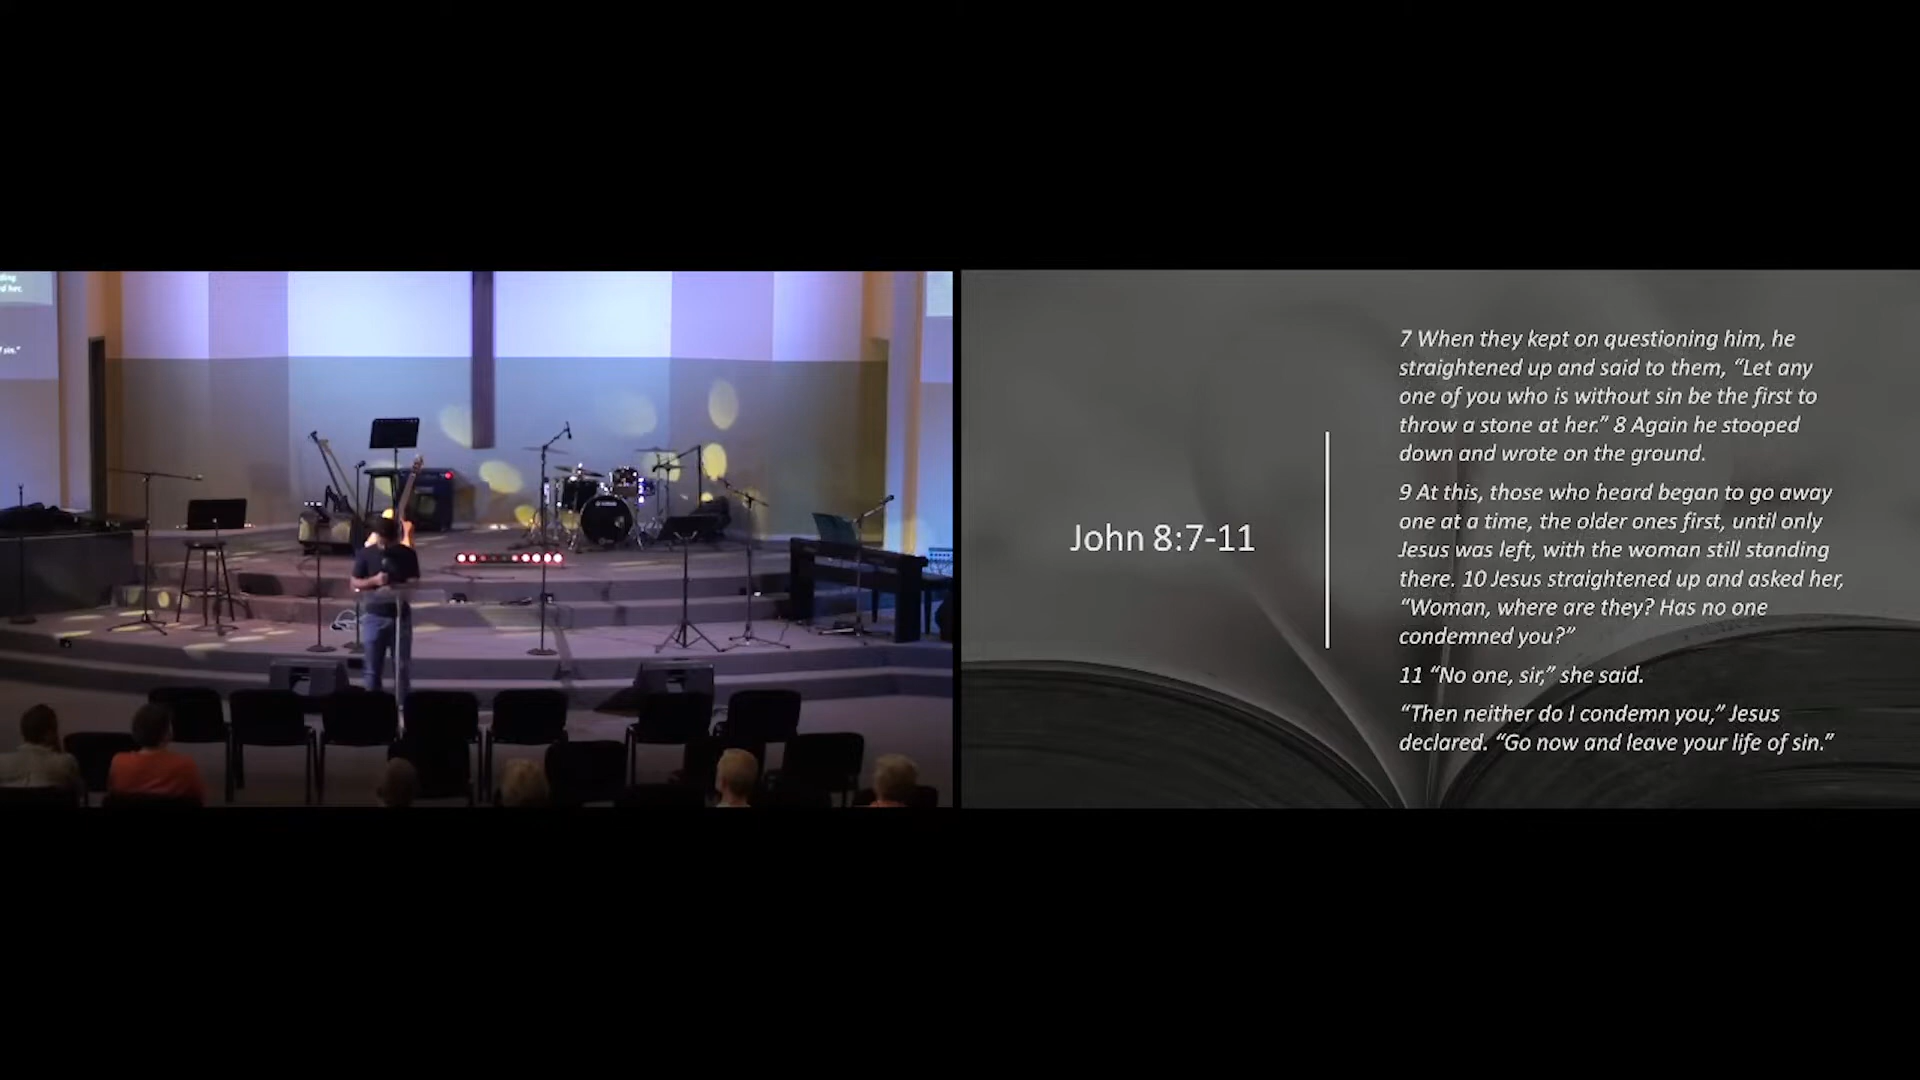 sin."
John 8:7-11
7 When they kept on questioning him, he
straightened up and said to them, “Let any
one of you who is without sin be the first to
throw a stone at her.” 8 Again he stooped
down and wrote on the ground.
9 At this, those who heard began to go away
one at a time, the older ones first, until only
Jesus was left, with the woman still standing
there. 10 Jesus straightened up and asked her,
“Woman, where are they? Has no one
condemned you?”
11 “No one, sir,” she said.
“Then neither do I condemn you,” Jesus
declared. “Go now and leave your life of sin.”